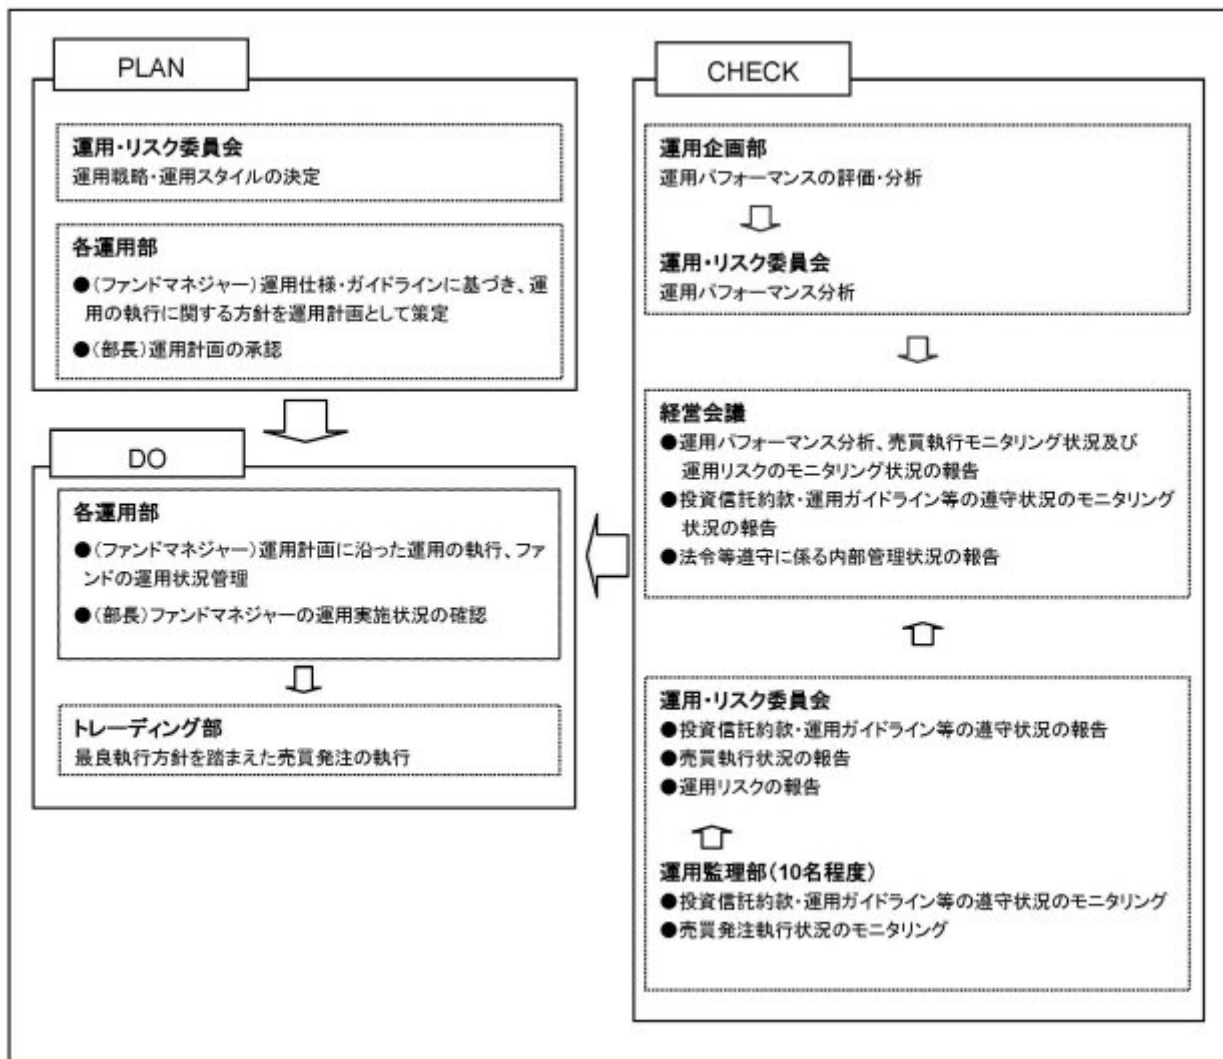 PLAN
運用・リスク委員会
運用戦略・運用スタイルの決定
各運用部
●(ファンドマネジャー)運用仕様・ガイドラインに基づき、運
用の執行に関する方針を運用計画として策定
●(部長)運用計画の承認
DO
各運用部
●(ファンドマネジャー)運用計画に沿った運用の執行、ファ
ンドの運用状況管理
●(部長)ファンドマネジャーの運用実施状況の確認
トレーディング部
最良執行方針を踏まえた売買発注の執行
CHECK
運用企画部
運用パフォーマンスの評価・分析
運用・リスク委員会
運用パフォーマンス分析
経営会議
●運用パフォーマンス分析、売買執行モニタリング状況及び
運用リスクのモニタリング状況の報告
●投資信託約款・運用ガイドライン等の遵守状況のモニタリング
状況の報告
●法令等遵守に係る内部管理状況の報告
運用・リスク委員会
●投資信託約款・運用ガイドライン等の遵守状況の報告
●売買執行状況の報告
●運用リスクの報告
運用監理部(10名程度)
●投資信託約款・運用ガイドライン等の遵守状況のモニタリング
●売買発注執行状況のモニタリング